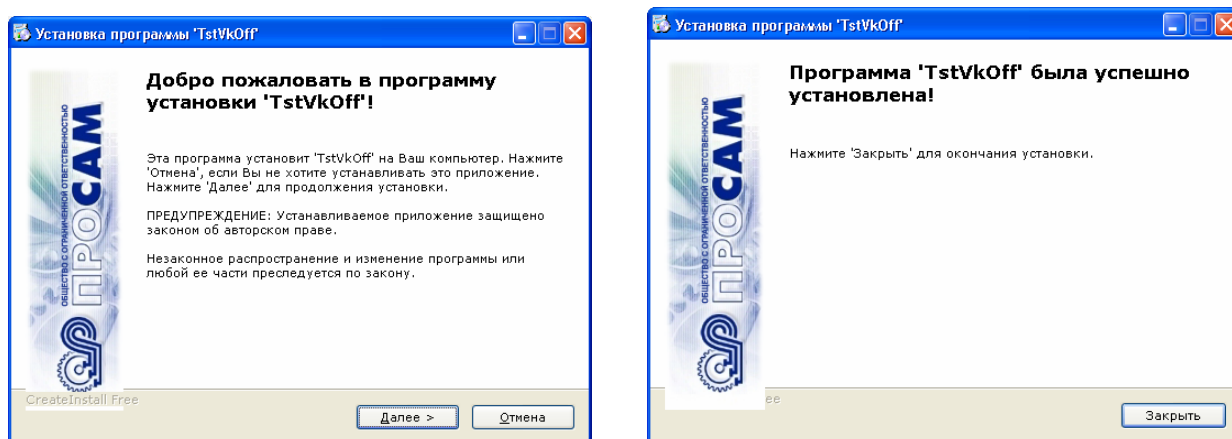 Установка программы 'TstVkOff'
Добро пожаловать в программу
установки 'TstVkOff'!
Эта программа установит 'TstVkOff' на Ваш компьютер. Нажмите
'Отмена', если Вы не хотите устанавливать это приложение.
Нажмите 'Далее' для продолжения установки.
ПРЕДУПРЕЖДЕНИЕ: Устанавливаемое приложение защищено
законом об авторском праве.
Незаконное распространение и изменение программы или
любой ее части преследуется по закону.
ОБЩЕСТВО С ОГРАНИЧЕННОЙ ОТВЕТСТВЕННОСТЬЮ
ПРОСАМ
CreateInstall Free
Далее >
Отмена
Установка программы 'TstVkOff'
Программа 'TstVkOff' была успешно
установлена!
Нажмите 'Закрыть' для окончания установки.
ОБЩЕСТВО С ОГРАНИЧЕННОЙ ОТВЕТСТВЕННОСТЬЮ
ПРОСАМ
ee
Закрыть